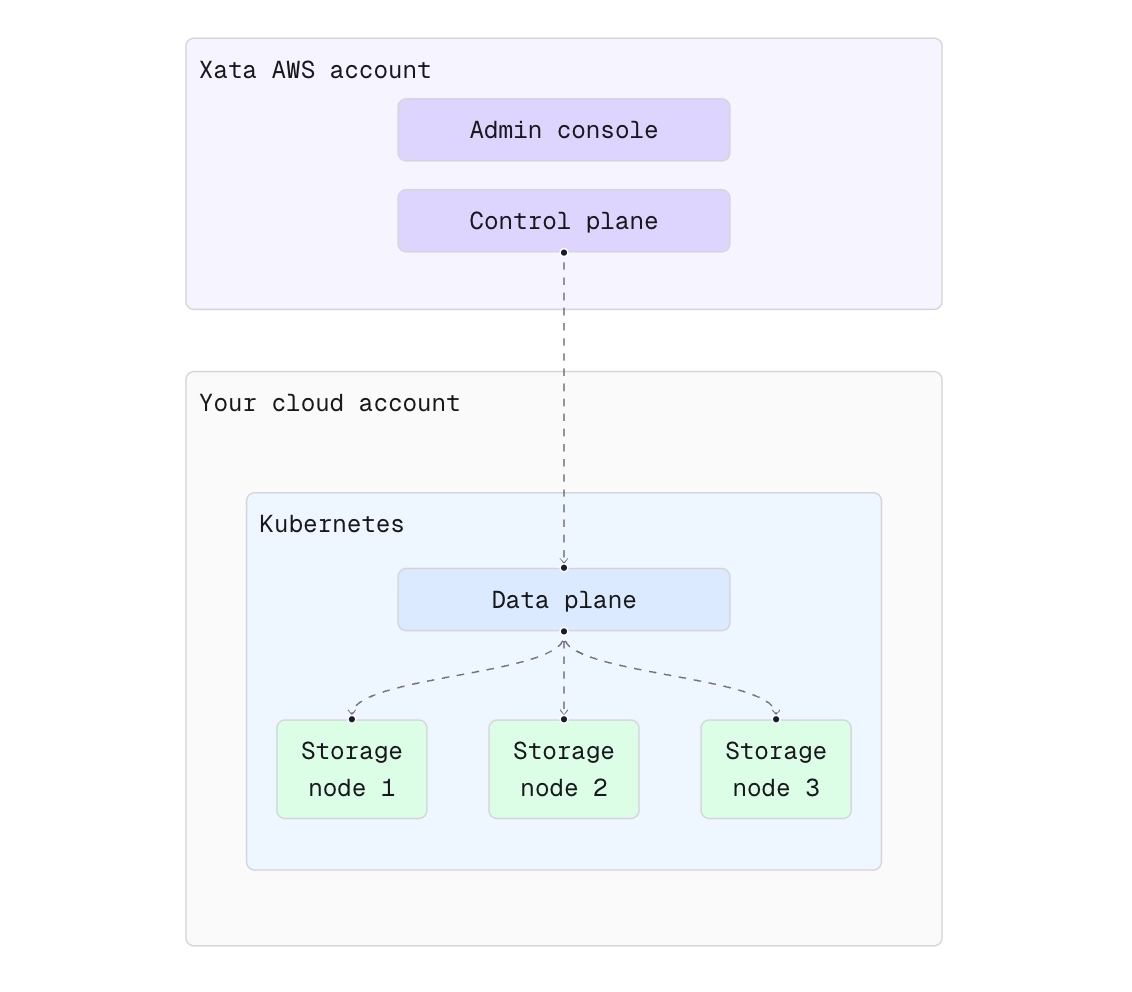 Xata AWS account
Admin console
Control plane
Your cloud account
Kubernetes
Data plane
Storage
node 1
Storage
node 2
Storage
node 3